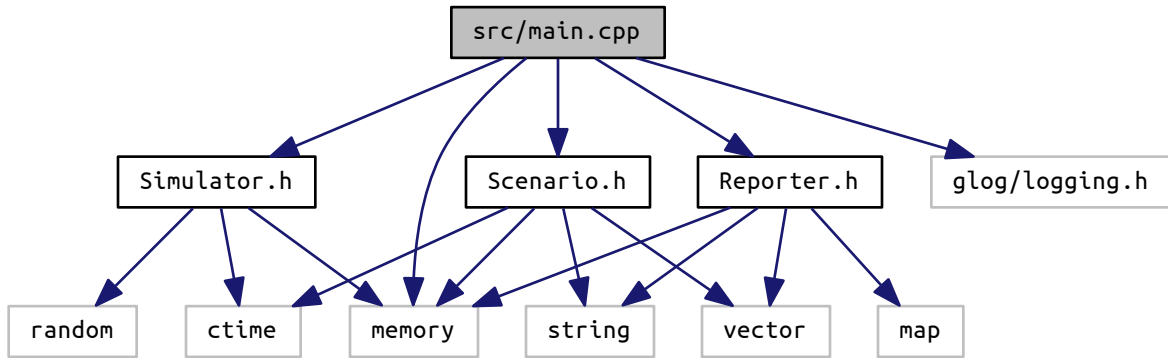 src/main.cpp
Simulator.h
Scenario.h
Reporter.h
glog/logging.h
random
ctime
memory
string
vector
map